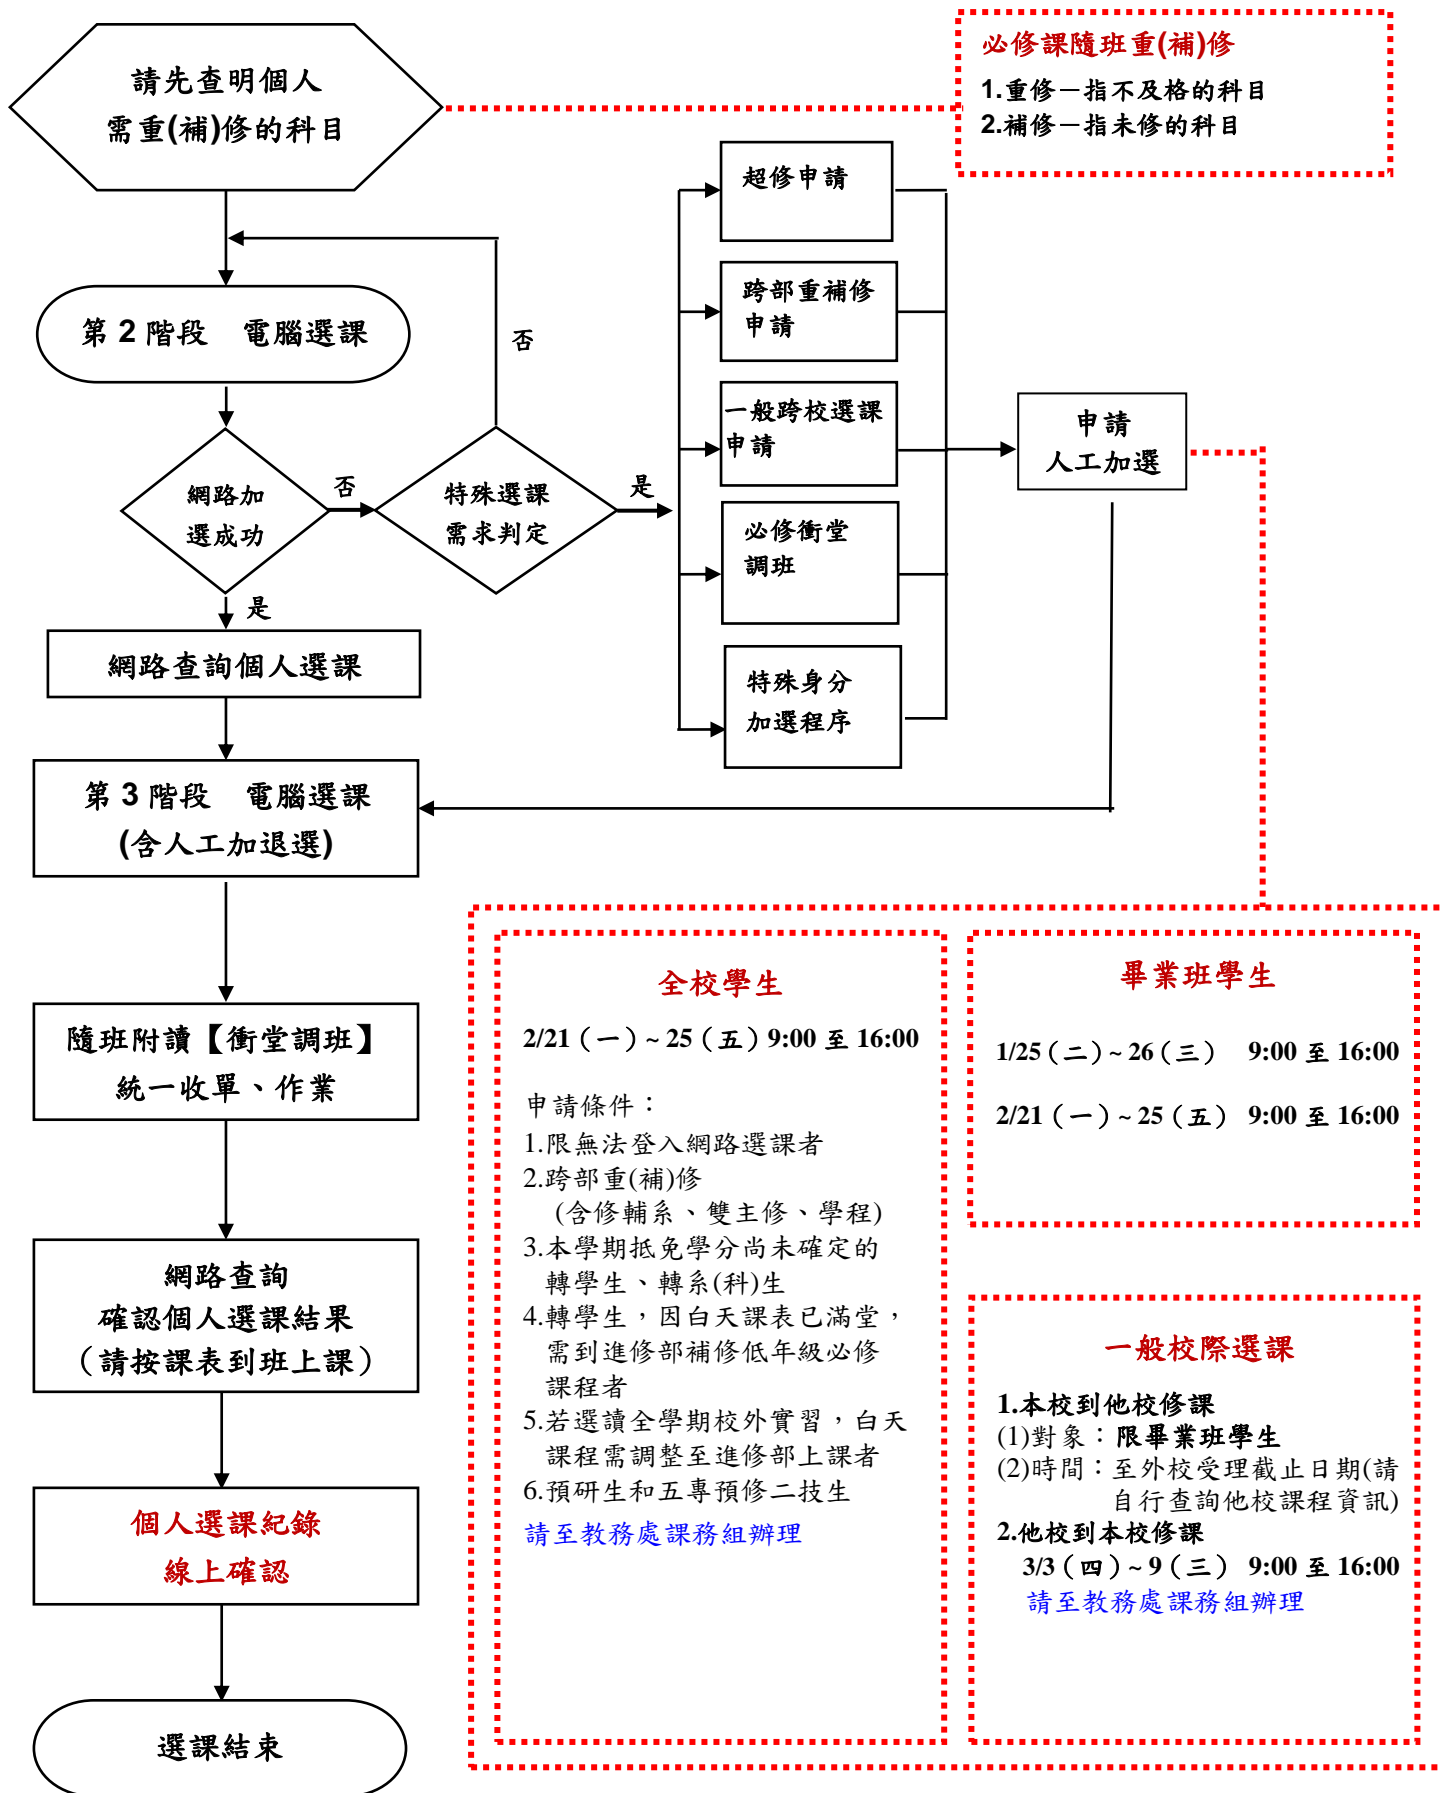 請先查明個人
需重(補)修的科目
必修課隨班重(補)修
1.重修－指不及格的科目
2.補修－指未修的科目
第 2 階段　電腦選課
否
超修申請
跨部重補修
申請
一般跨校選課
申請
必修衝堂
調班
特殊身分
加選程序
網路加
選成功
否
特殊選課
需求判定
是
申請
人工加選
是
網路查詢個人選課
第 3 階段　電腦選課
(含人工加退選)
隨班附讀【衝堂調班】
統一收單、作業
網路查詢
確認個人選課結果
（請按課表到班上課）
個人選課紀錄
線上確認
選課結束
全校學生
2/21（一）~ 25（五）9:00 至 16:00
申請條件：
1.限無法登入網路選課者
2.跨部重(補)修
(含修輔系、雙主修、學程)
3.本學期抵免學分尚未確定的
轉學生、轉系(科)生
4.轉學生，因白天課表已滿堂，
需到進修部補修低年級必修
課程者
5.若選讀全學期校外實習，白天
課程需調整至進修部上課者
6.預研生和五專預修二技生
請至教務處課務組辦理
畢業班學生
1/25（二）~ 26（三）　9:00 至 16:00
2/21（一）~ 25（五）　9:00 至 16:00
一般校際選課
1.本校到他校修課
(1)對象：限畢業班學生
(2)時間：至外校受理截止日期(請
自行查詢他校課程資訊)
2.他校到本校修課
3/3（四）~ 9（三）　9:00 至 16:00
請至教務處課務組辦理